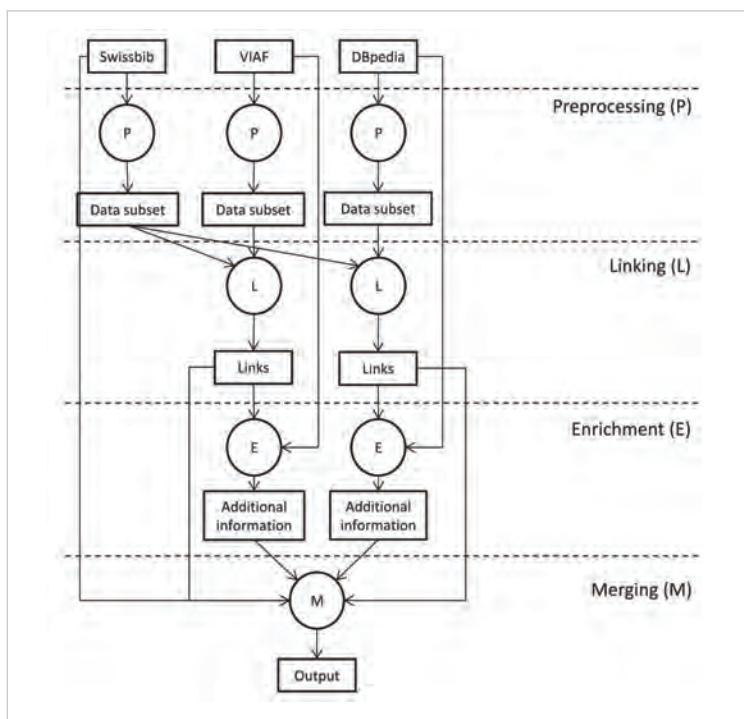 Swissbib VIAF DBpedia
Preprocessing (P)
P P P
Data subset Data subset Data subset
Linking (L)
L L
Links Links
Enrichment (E)
E E
Additional
information
Additional
information
Merging (M)
M
Output